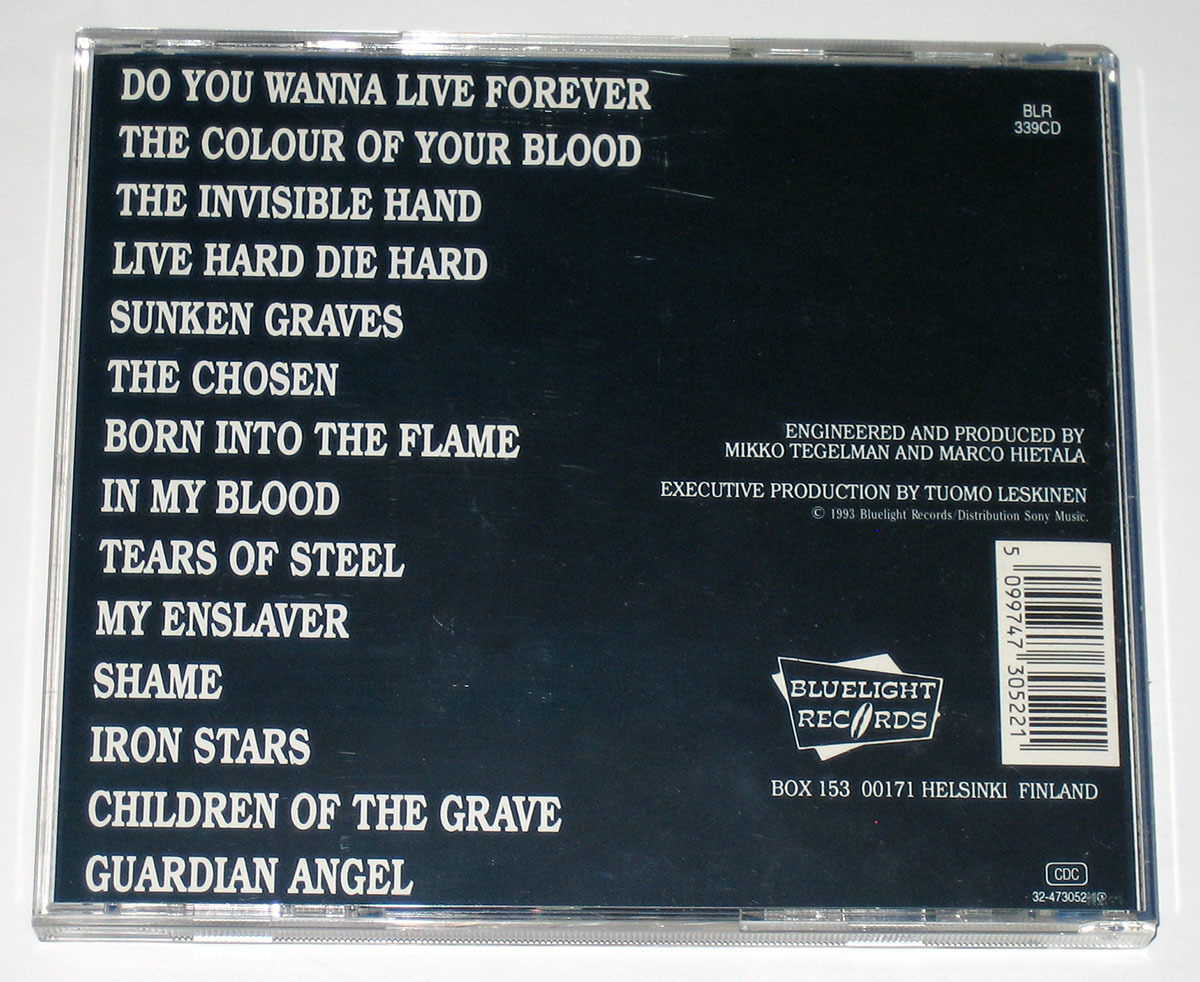 DO YOU WANNA LIVE FOREVER
THE COLOUR OF YOUR BLOOD
THE INVISIBLE HAND
LIVE HARD DIE HARD
SUNKEN GRAVES
THE CHOSEN
BORN INTO THE FLAME
IN MY BLOOD
TEARS OF STEEL
MY ENSLAVER
SHAME
IRON STARS
CHILDREN OF THE GRAVE
GUARDIAN ANGEL
BLR
339CD
ENGINEERED AND PRODUCED BY
MIKKO TEGELMAN AND MARCO HIETALA
EXECUTIVE PRODUCTION BY TUOMO LESKINEN
© 1993 Bluelight Records/Distribution Sony Music.
5 099747 305221
BLUELIGHT
RECORDS
BOX 153 00171 HELSINKI FINLAND
CDC